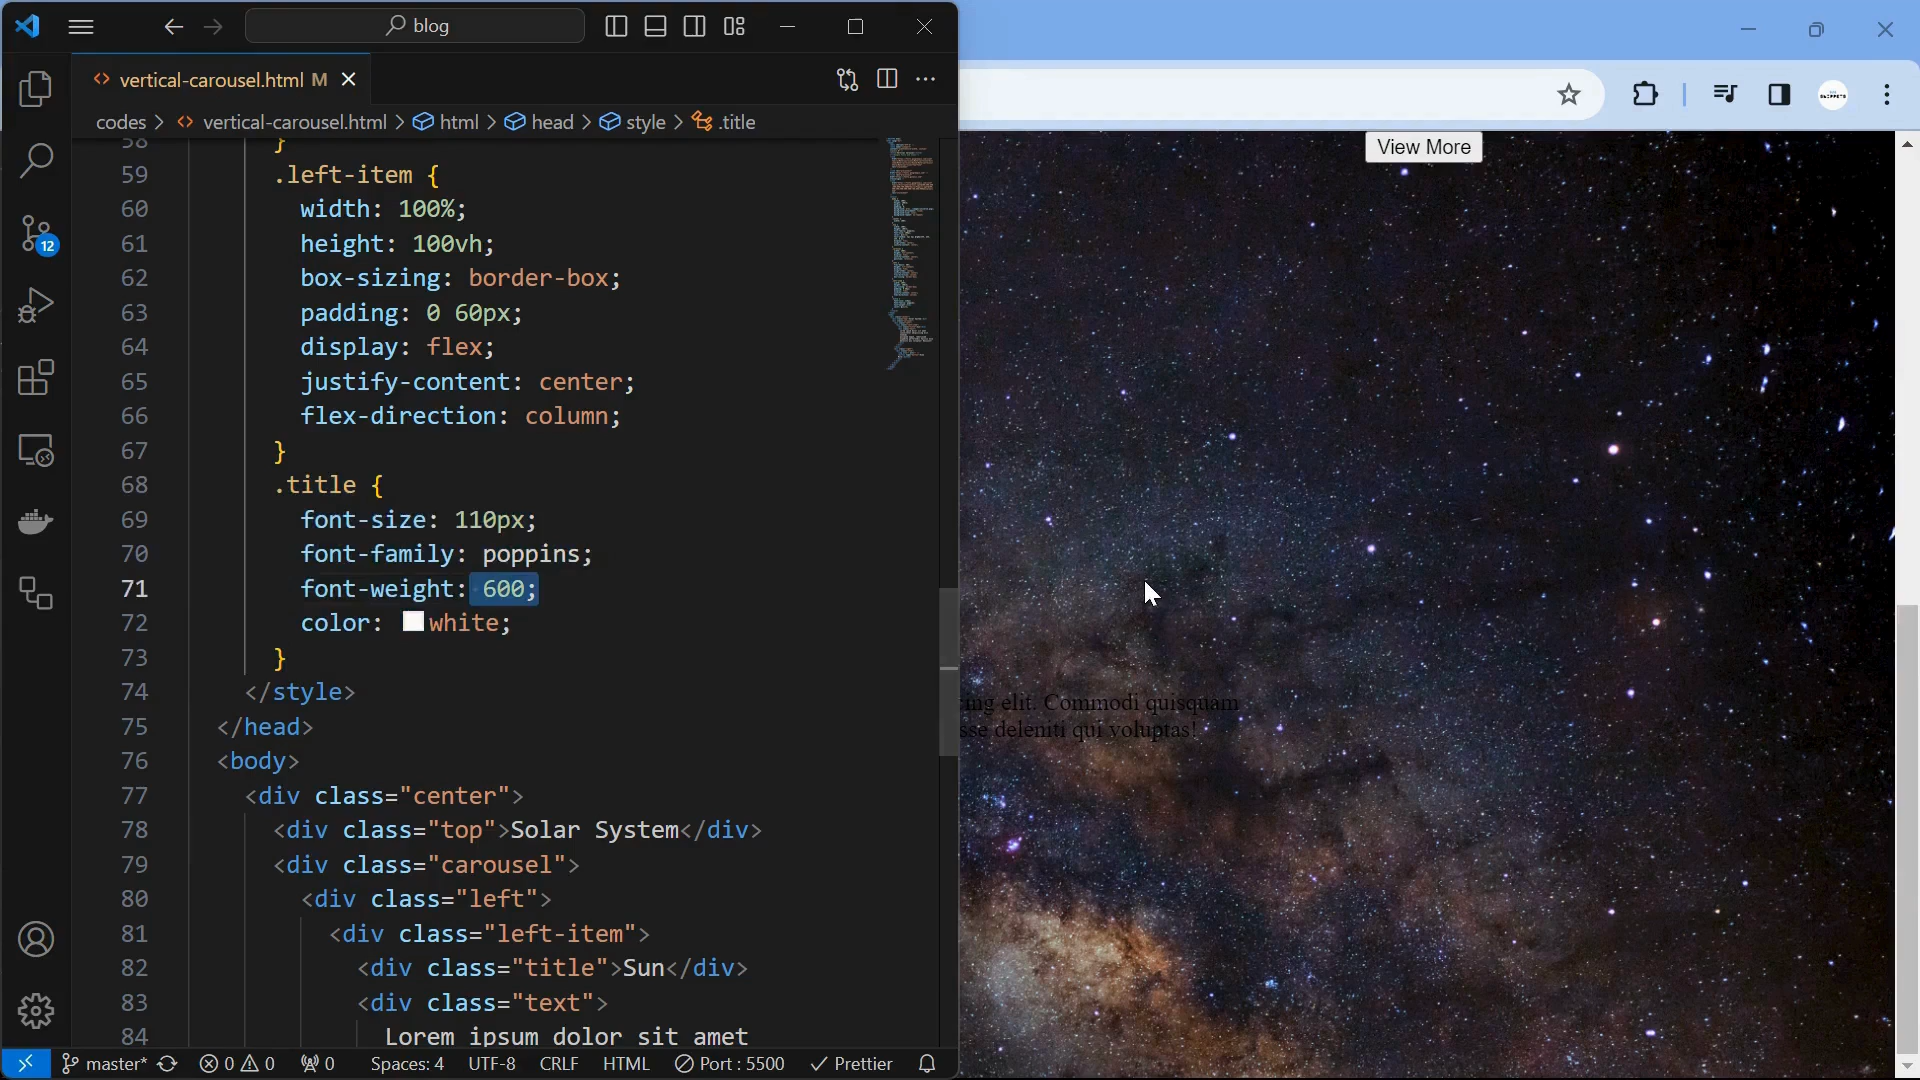 blog
vertical-carousel.html M
codes > vertical-carousel.html > html > head > style > .title
58 }
59 .left-item {
60 width: 100%;
61 height: 100vh;
62 box-sizing: border-box;
63 padding: 0 60px;
64 display: flex;
65 justify-content: center;
66 flex-direction: column;
67 }
68 .title {
69 font-size: 110px;
70 font-family: poppins;
71 font-weight: 600;
72 color: white;
73 }
74 </style>
75 </head>
76 <body>
77 <div class="center">
78 <div class="top">Solar System</div>
79 <div class="carousel">
80 <div class="left">
81 <div class="left-item">
82 <div class="title">Sun</div>
83 <div class="text">
84 Lorem ipsum dolor sit amet
12
master* 0 0 0 Spaces: 4 UTF-8 CRLF HTML Port : 5500 Prettier
View More
ing elit. Commodi quisquam
sse deleniti qui voluptas!